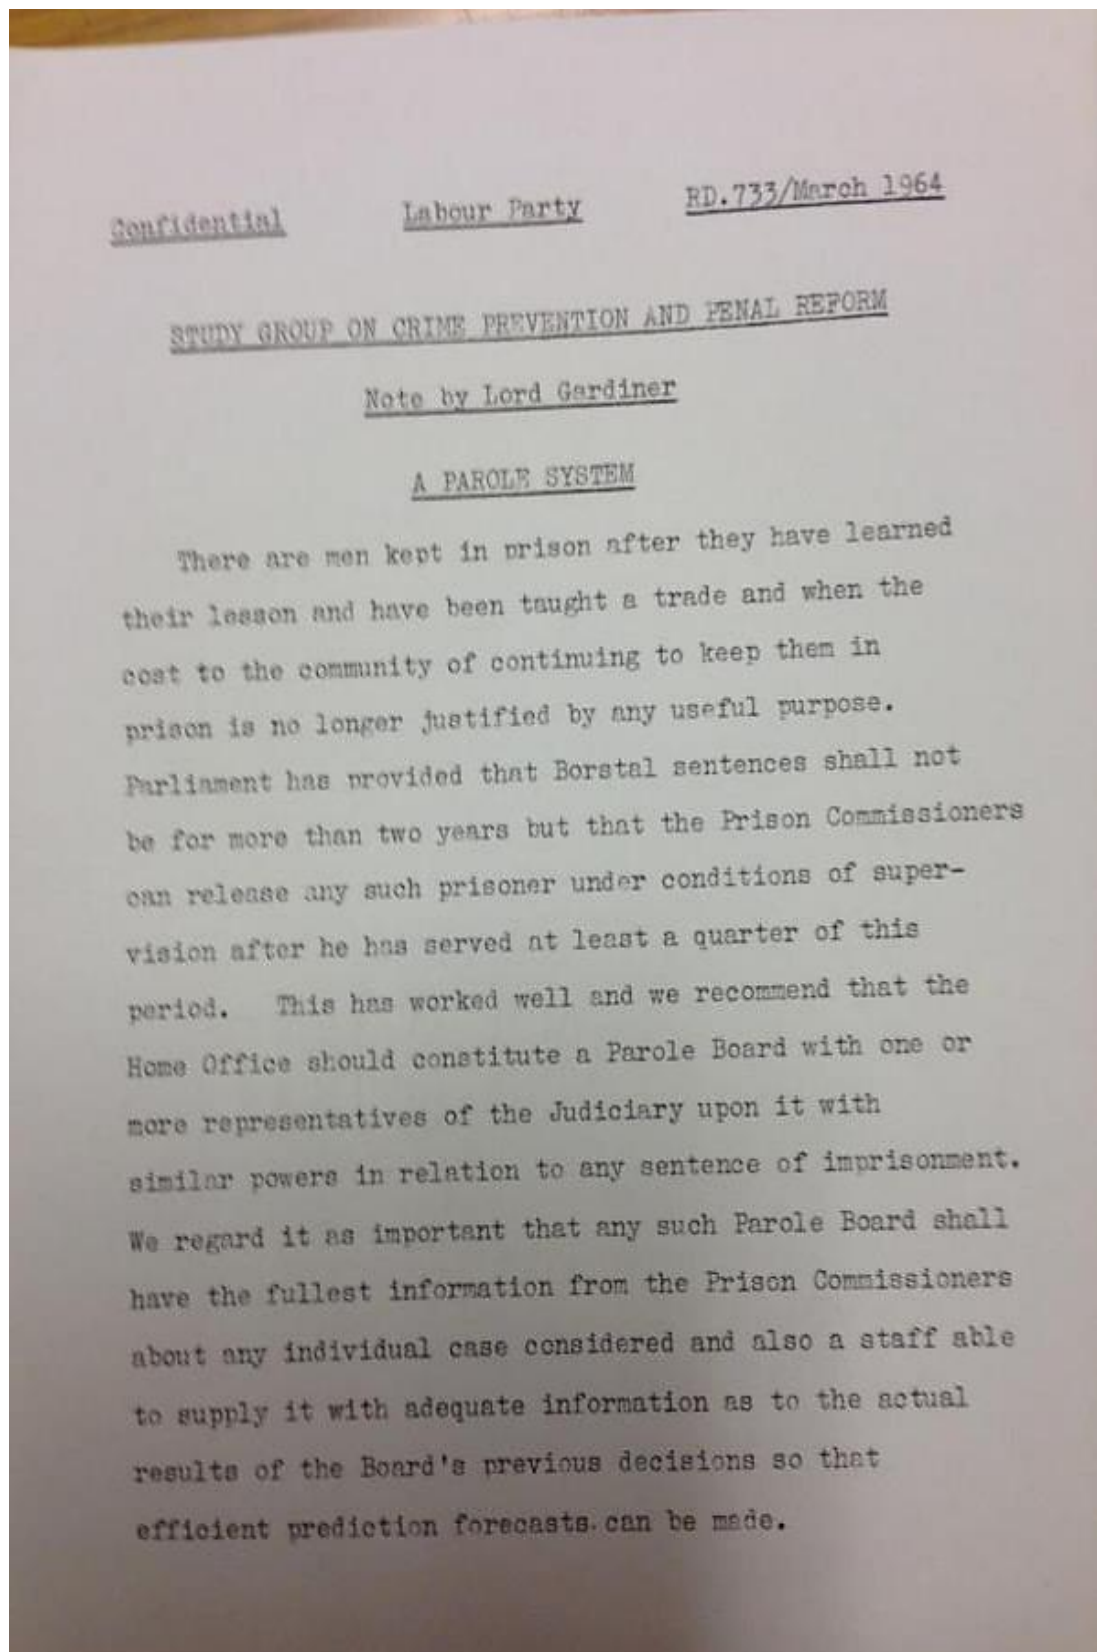 Confidential Labour Party RD.733/March 1964
STUDY GROUP ON CRIME PREVENTION AND PENAL REFORM
Note by Lord Gardiner
A PAROLE SYSTEM
There are men kept in prison after they have learned
their lesson and have been taught a trade and when the
cost to the community of continuing to keep them in
prison is no longer justified by any useful purpose.
Parliament has provided that Borstal sentences shall not
be for more than two years but that the Prison Commissioners
can release any such prisoner under conditions of super-
vision after he has served at least a quarter of this
period. This has worked well and we recommend that the
Home Office should constitute a Parole Board with one or
more representatives of the Judiciary upon it with
similar powers in relation to any sentence of imprisonment.
We regard it as important that any such Parole Board shall
have the fullest information from the Prison Commissioners
about any individual case considered and also a staff able
to supply it with adequate information as to the actual
results of the Board's previous decisions so that
efficient prediction forecasts can be made.